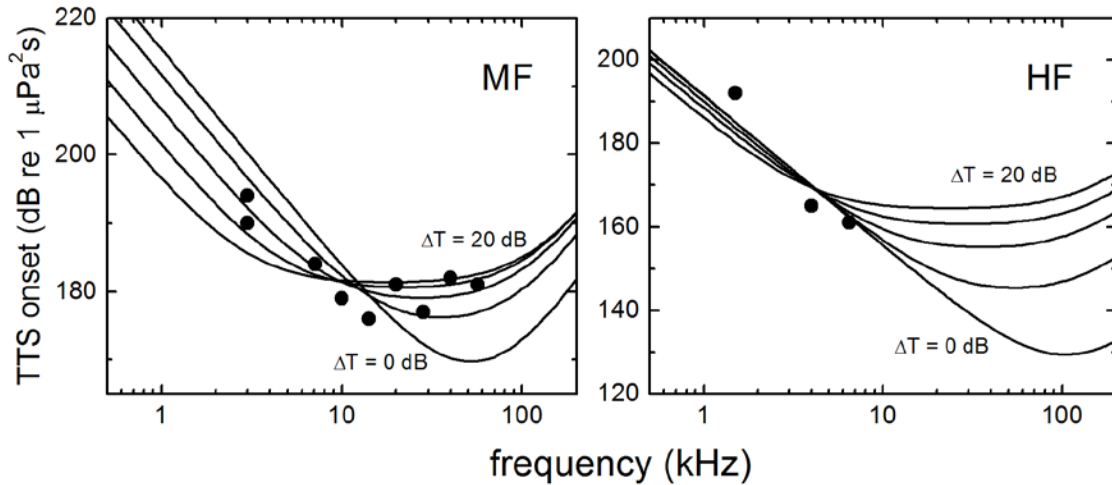 TTS onset (dB re 1 μPa²s)
220
200
180
MF
ΔT = 20 dB
ΔT = 0 dB
1
10
100
200
180
160
140
120
HF
ΔT = 20 dB
ΔT = 0 dB
1
10
100
frequency (kHz)